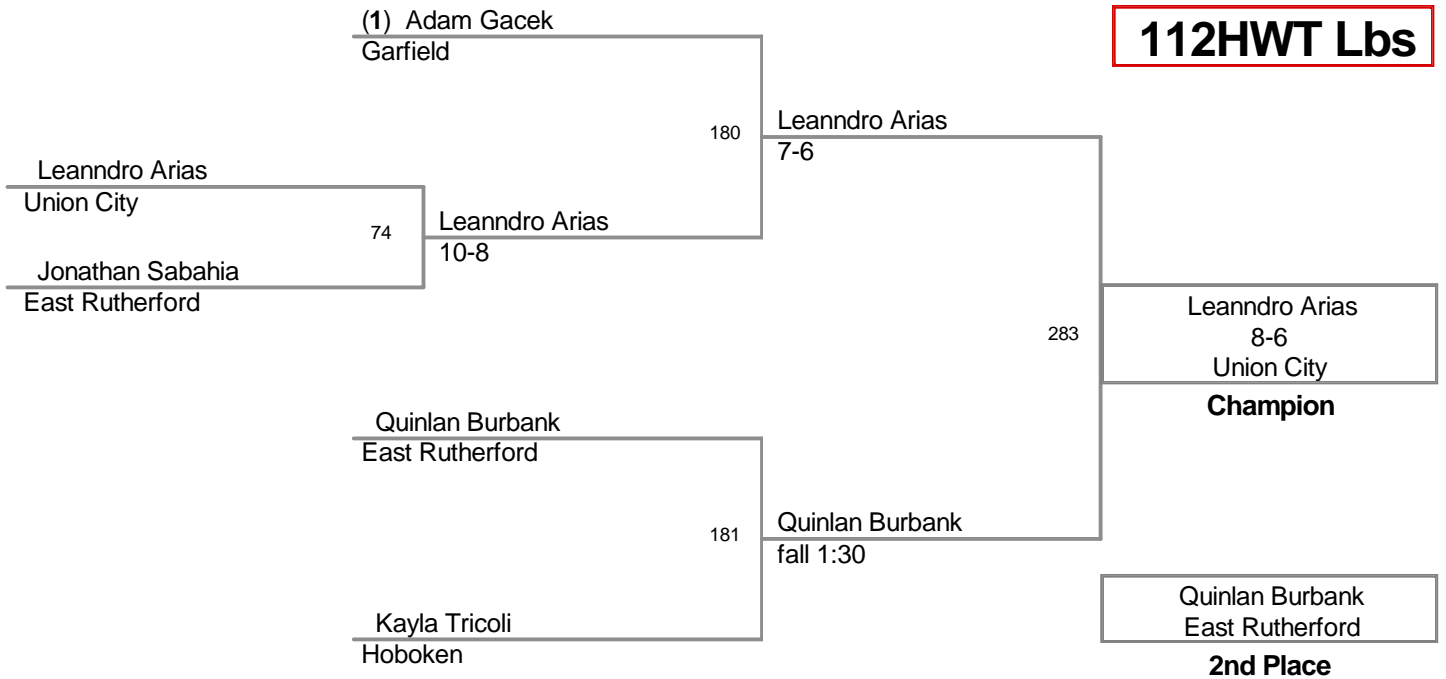 (1) Adam Gacek
Garfield
112HWT Lbs
180
Leanndro Arias
7-6
Leanndro Arias
Union City
74
Leanndro Arias
10-8
Jonathan Sabahia
East Rutherford
283
Leanndro Arias
8-6
Union City
Champion
Quinlan Burbank
East Rutherford
181
Quinlan Burbank
fall 1:30
Kayla Tricoli
Hoboken
Quinlan Burbank
East Rutherford
2nd Place